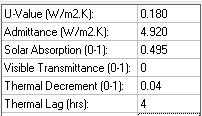 U-Value (W/m2.K): 0.180
Admittance (W/m2.K): 4.920
Solar Absorption (0-1): 0.495
Visible Transmittance (0-1): 0
Thermal Decrement (0-1): 0.04
Thermal Lag (hrs): 4